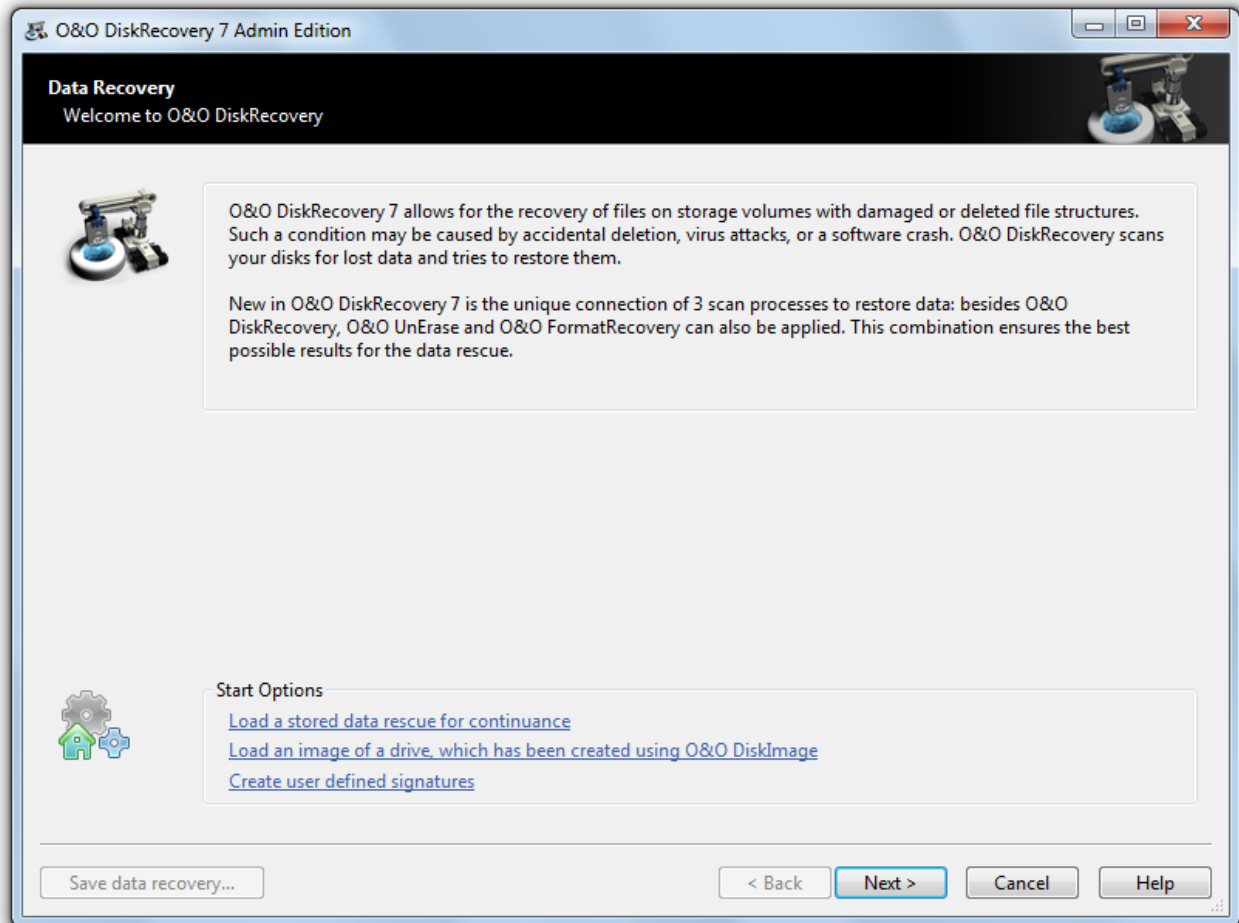 O&O DiskRecovery 7 Admin Edition
Data Recovery
Welcome to O&O DiskRecovery
O&O DiskRecovery 7 allows for the recovery of files on storage volumes with damaged or deleted file structures.
Such a condition may be caused by accidental deletion, virus attacks, or a software crash. O&O DiskRecovery scans
your disks for lost data and tries to restore them.
New in O&O DiskRecovery 7 is the unique connection of 3 scan processes to restore data: besides O&O
DiskRecovery, O&O UnErase and O&O FormatRecovery can also be applied. This combination ensures the best
possible results for the data rescue.
Start Options
Load a stored data rescue for continuance
Load an image of a drive, which has been created using O&O DiskImage
Create user defined signatures
Save data recovery... < Back Next > Cancel Help